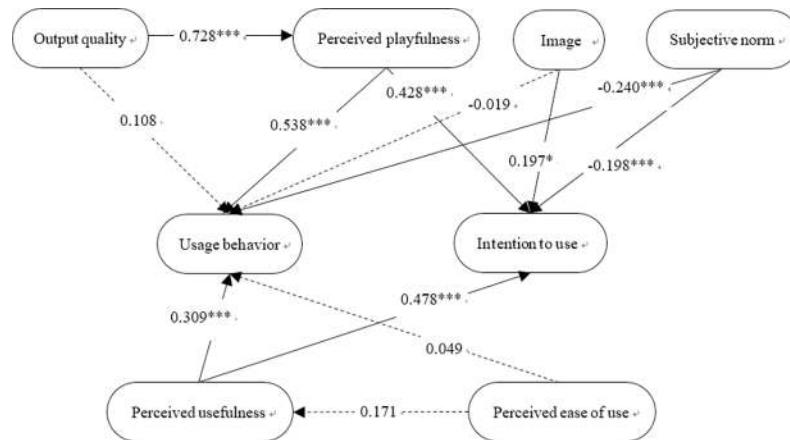 Output quality
0.728***
Perceived playfulness
Image
Subjective norm
0.108
0.538***
0.428***
-0.019
0.197*
-0.240***
-0.198***
Usage behavior
Intention to use
0.309***
0.478***
0.049
Perceived usefulness
0.171
Perceived ease of use